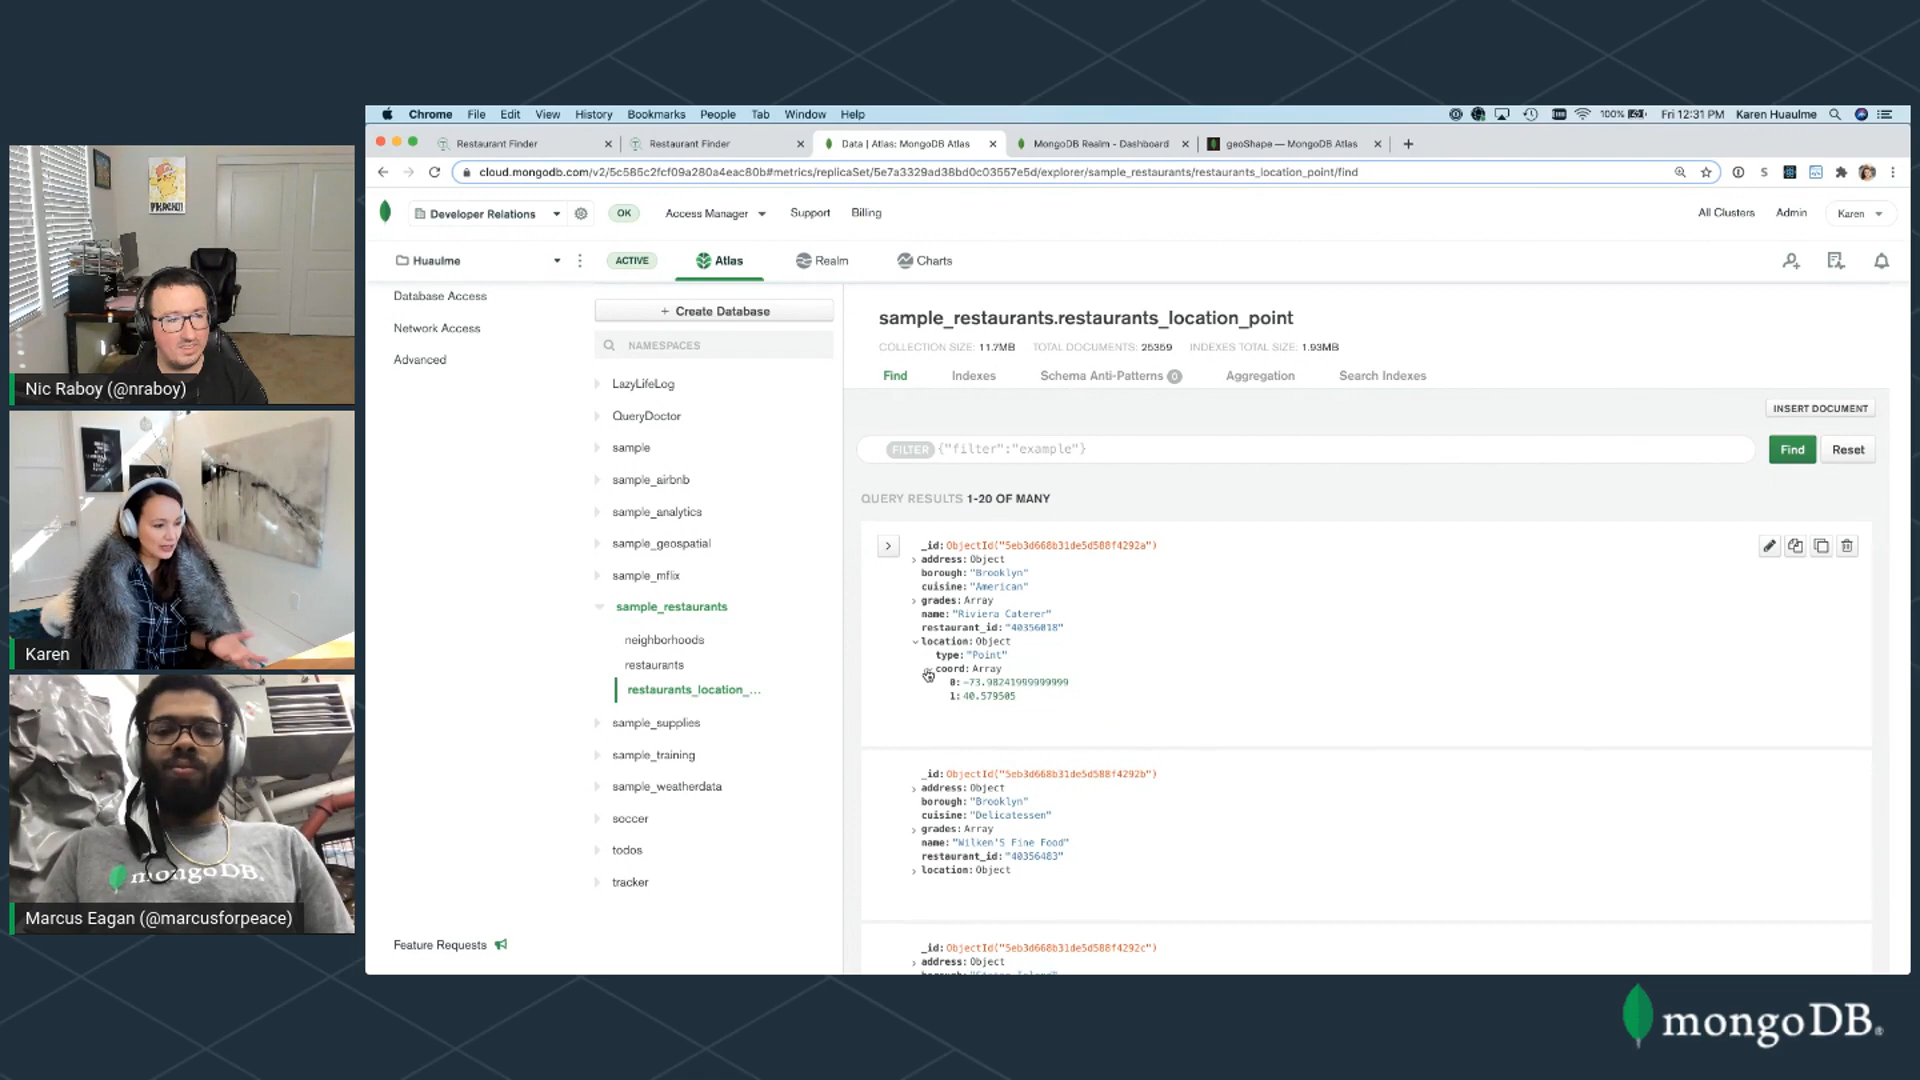 Chrome File Edit View History Bookmarks People Tab Window Help 100% Fri 12:31 PM Karen Huaulme
Restaurant Finder Restaurant Finder Data | Atlas: MongoDB Atlas MongoDB Realm - Dashboard geoShape — MongoDB Atlas
cloud.mongodb.com/v2/5c585c2fcf09a280a4eac80b#metrics/replicaSet/5e7a3329ad38bd0c03557e5d/explorer/sample_restaurants/restaurants_location_point/find
Developer Relations OK Access Manager Support Billing All Clusters Admin Karen
Huaulme ACTIVE Atlas Realm Charts
Database Access
Network Access
Advanced
Feature Requests
+ Create Database
NAMESPACES
LazyLifeLog
QueryDoctor
sample
sample_airbnb
sample_analytics
sample_geospatial
sample_mflix
sample_restaurants
neighborhoods
restaurants
restaurants_location_...
sample_supplies
sample_training
sample_weatherdata
soccer
todos
tracker
sample_restaurants.restaurants_location_point
COLLECTION SIZE: 11.7MB TOTAL DOCUMENTS: 25359 INDEXES TOTAL SIZE: 1.93MB
Find Indexes Schema Anti-Patterns 0 Aggregation Search Indexes
INSERT DOCUMENT
FILTER {"filter":"example"} Find Reset
QUERY RESULTS 1-20 OF MANY
_id: ObjectId("5eb3d668b31de5d588f4292a")
address: Object
borough: "Brooklyn"
cuisine: "American"
grades: Array
name: "Riviera Caterer"
restaurant_id: "40356018"
location: Object
type: "Point"
coord: Array
0: -73.98241999999999
1: 40.579505
_id: ObjectId("5eb3d668b31de5d588f4292b")
address: Object
borough: "Brooklyn"
cuisine: "Delicatessen"
grades: Array
name: "Wilken'S Fine Food"
restaurant_id: "40356483"
location: Object
_id: ObjectId("5eb3d668b31de5d588f4292c")
address: Object
Nic Raboy (@nraboy)
Karen
mongoDB.
Marcus Eagan (@marcusforpeace)
mongoDB.